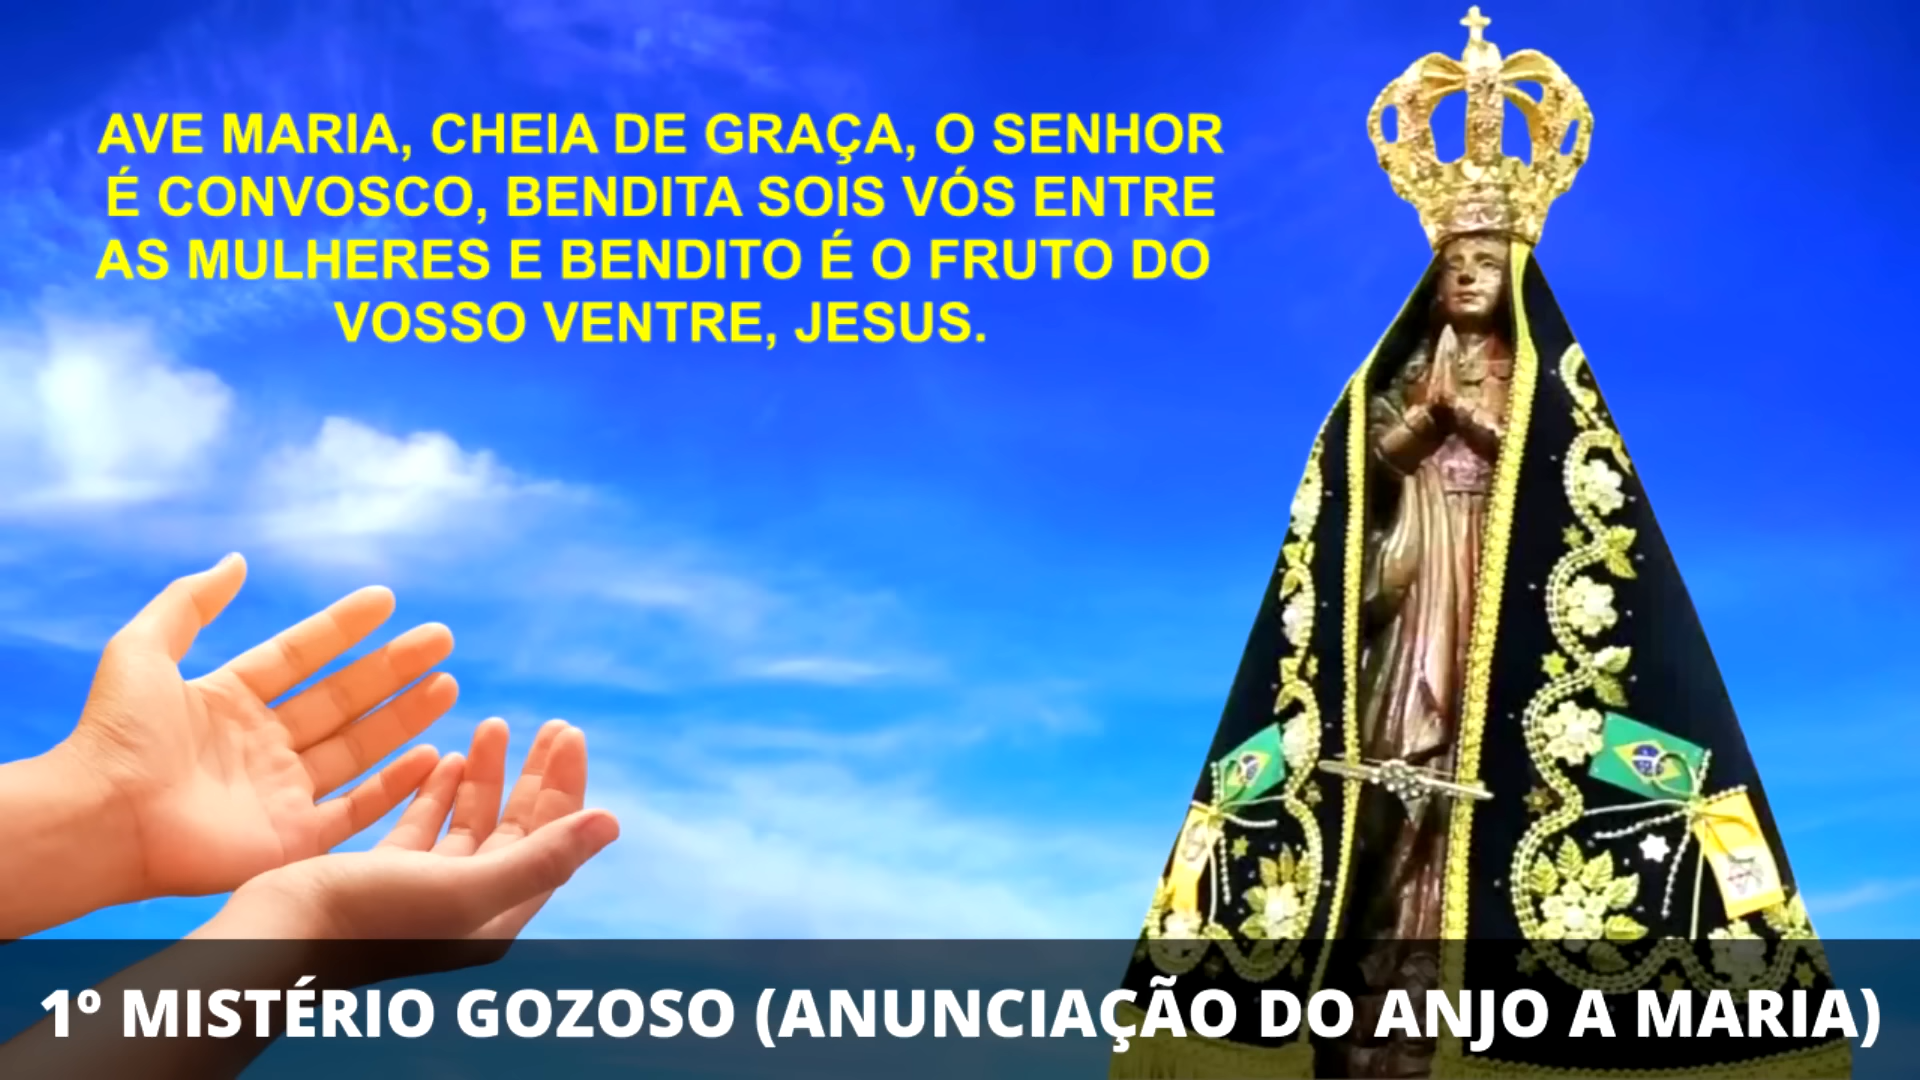 AVE MARIA, CHEIA DE GRAÇA, O SENHOR
É CONVOSCO, BENDITA SOIS VÓS ENTRE
AS MULHERES E BENDITO É O FRUTO DO
VOSSO VENTRE, JESUS.
1º MISTÉRIO GOZOSO (ANUNCIAÇÃO DO ANJO A MARIA)